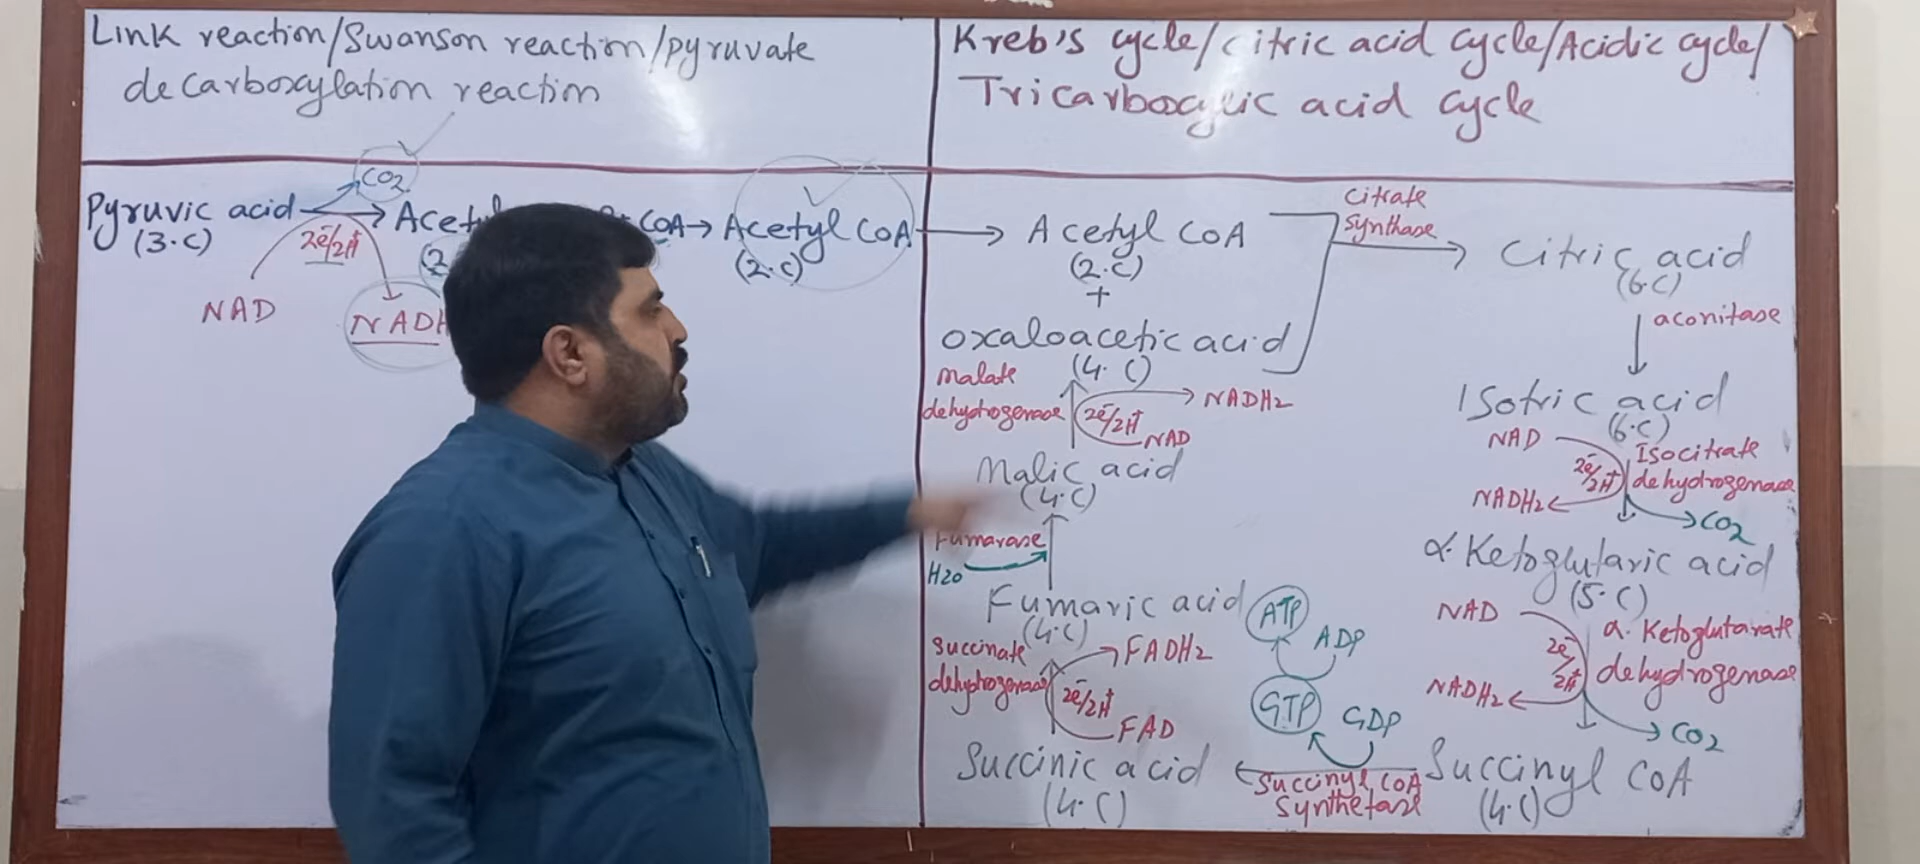 Link reaction/Swanson reaction/pyruvate
decarboxylation reaction
CO2
Pyruvic acid → → CoA → Acetyl CoA
(3.C)
2e-/2H+
(2.C)
NAD
Kreb's cycle/citric acid cycle/Acidic cycle/
Tricarboxylic acid cycle
Acetyl CoA
(2.C)
+
oxaloacetic acid
(4.C)
citrate
synthase
Citric acid
(6.C)
aconitase
Isotric acid
(6.C)
NAD
2e-/2H+
NADH2
Isocitrate
dehydrogenase
CO2
α.Ketoglutaric acid
(5.C)
NAD
2e-/2H+
NADH2
α.Ketoglutarate
dehydrogenase
CO2
Succinyl CoA
(4.C)
Succinyl CoA
Synthetase
GDP
GTP
ADP
ATP
Succinic acid
(4.C)
Succinate
FAD
2e-/2H+
FADH2
Fumaric acid
(4.C)
Fumarase
H2O
Malic acid
(4.C)
malate
dehydrogenase
NAD
2e-/2H+
NADH2